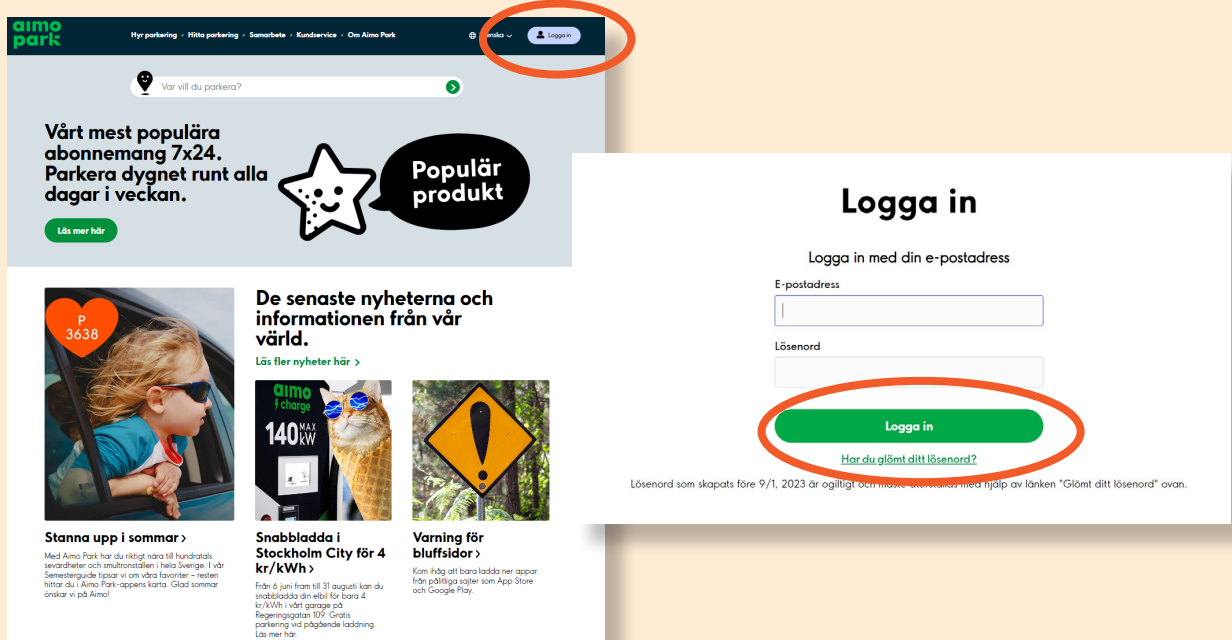 aimo
park
Hyr parkering
Hitta parkering
Samarbete
Kundservice
Om Aimo Park
Logga in
Var vill du parkera?
Vårt mest populära
abonnemang 7x24.
Parkera dygnet runt alla
dagar i veckan.
Läs mer här
Populär
produkt
P
3638
De senaste nyheterna och
informationen från vår
värld.
Läs fler nyheter här >
aimo
charge
140 MAX kW
Stanna upp i sommar >
Med Aimo Park har du riktigt nära till hundratals
sevärdheter och smultronställen i hela Sverige. I vår
Semesterguide tipsar vi om våra favoriter – resten
hittar du i Aimo Park-appens karta. Glad sommar
önskar vi på Aimo!
Snabbladda i
Stockholm City för 4
kr/kWh >
Från 6 juni fram till 31 augusti kan du
snabbladda din elbil för bara 4
kr/kWh i vårt garage på
Regeringsgatan 109. Gratis
parkering vid pågående laddning.
Läs mer här.
Varning för
bluffsidor >
Kom ihåg att bara ladda ner appar
från pålitliga sajter som App Store
och Google Play.
Logga in
Logga in med din e-postadress
E-postadress
Lösenord
Logga in
Har du glömt ditt lösenord?
Lösenord som skapats före 9/1, 2023 är ogiltigt och måste återställas med hjälp av länken "Glömt ditt lösenord" ovan.